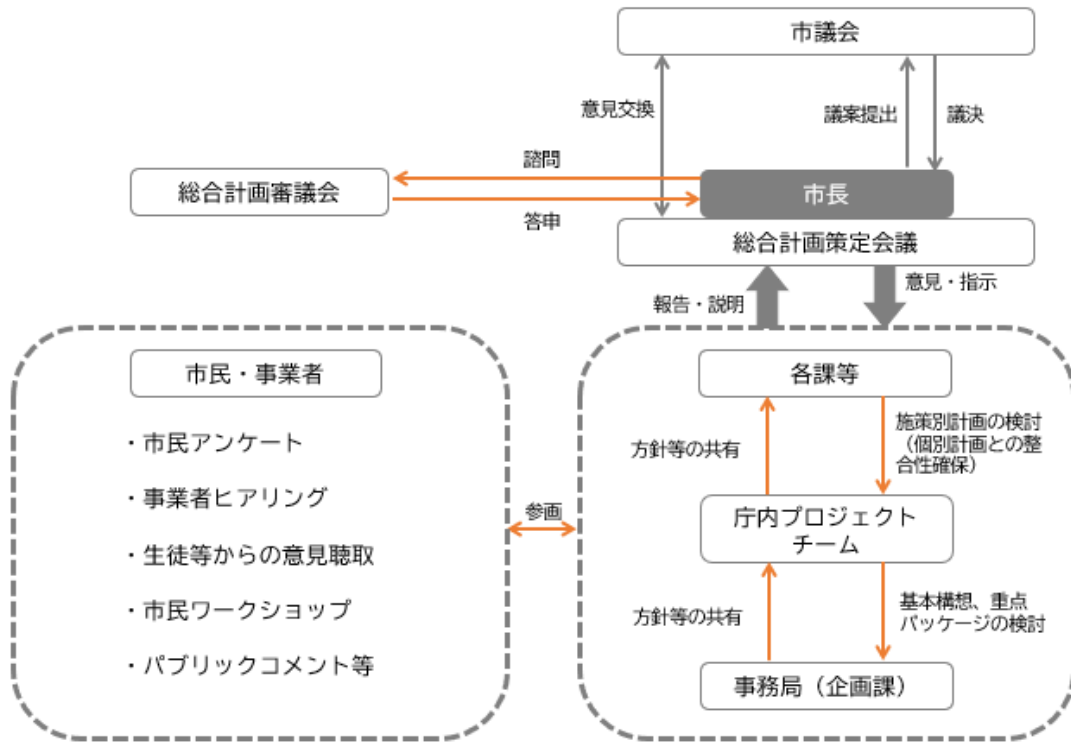 市議会
意見交換
議案提出
議決
諮問
総合計画審議会
市長
答申
総合計画策定会議
報告・説明
意見・指示
市民・事業者
・市民アンケート
・事業者ヒアリング
・生徒等からの意見聴取
・市民ワークショップ
・パブリックコメント等
参画
各課等
方針等の共有
施策別計画の検討
（個別計画との整
合性確保）
庁内プロジェクト
チーム
方針等の共有
基本構想、重点
パッケージの検討
事務局（企画課）